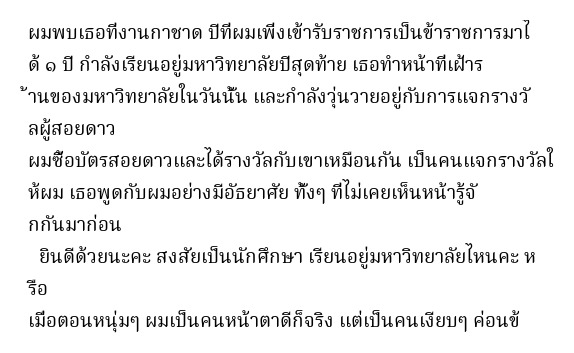 ผมพบเธอที่งานกาชาด ปีที่ผมเพิ่งเข้ารับราชการเป็นข้าราชการมาไ
ด้ ๑ ปี กำลังเรียนอยู่มหาวิทยาลัยปีสุดท้าย เธอทำหน้าที่เฝ้าร
้านของมหาวิทยาลัยในวันนั้น และกำลังวุ่นวายอยู่กับการแจกรางวั
ลผู้สอยดาว
ผมซื้อบัตรสอยดาวและได้รางวัลกับเขาเหมือนกัน เป็นคนแจกรางวัลใ
ห้ผม เธอพูดกับผมอย่างมีอัธยาศัย ทั้งๆ ที่ไม่เคยเห็นหน้ารู้จั
กกันมาก่อน
ยินดีด้วยนะคะ สงสัยเป็นนักศึกษา เรียนอยู่มหาวิทยาลัยไหนคะ ห
รือ
เมื่อตอนหนุ่มๆ ผมเป็นคนหน้าตาดีก็จริง แต่เป็นคนเงียบๆ ค่อนข้